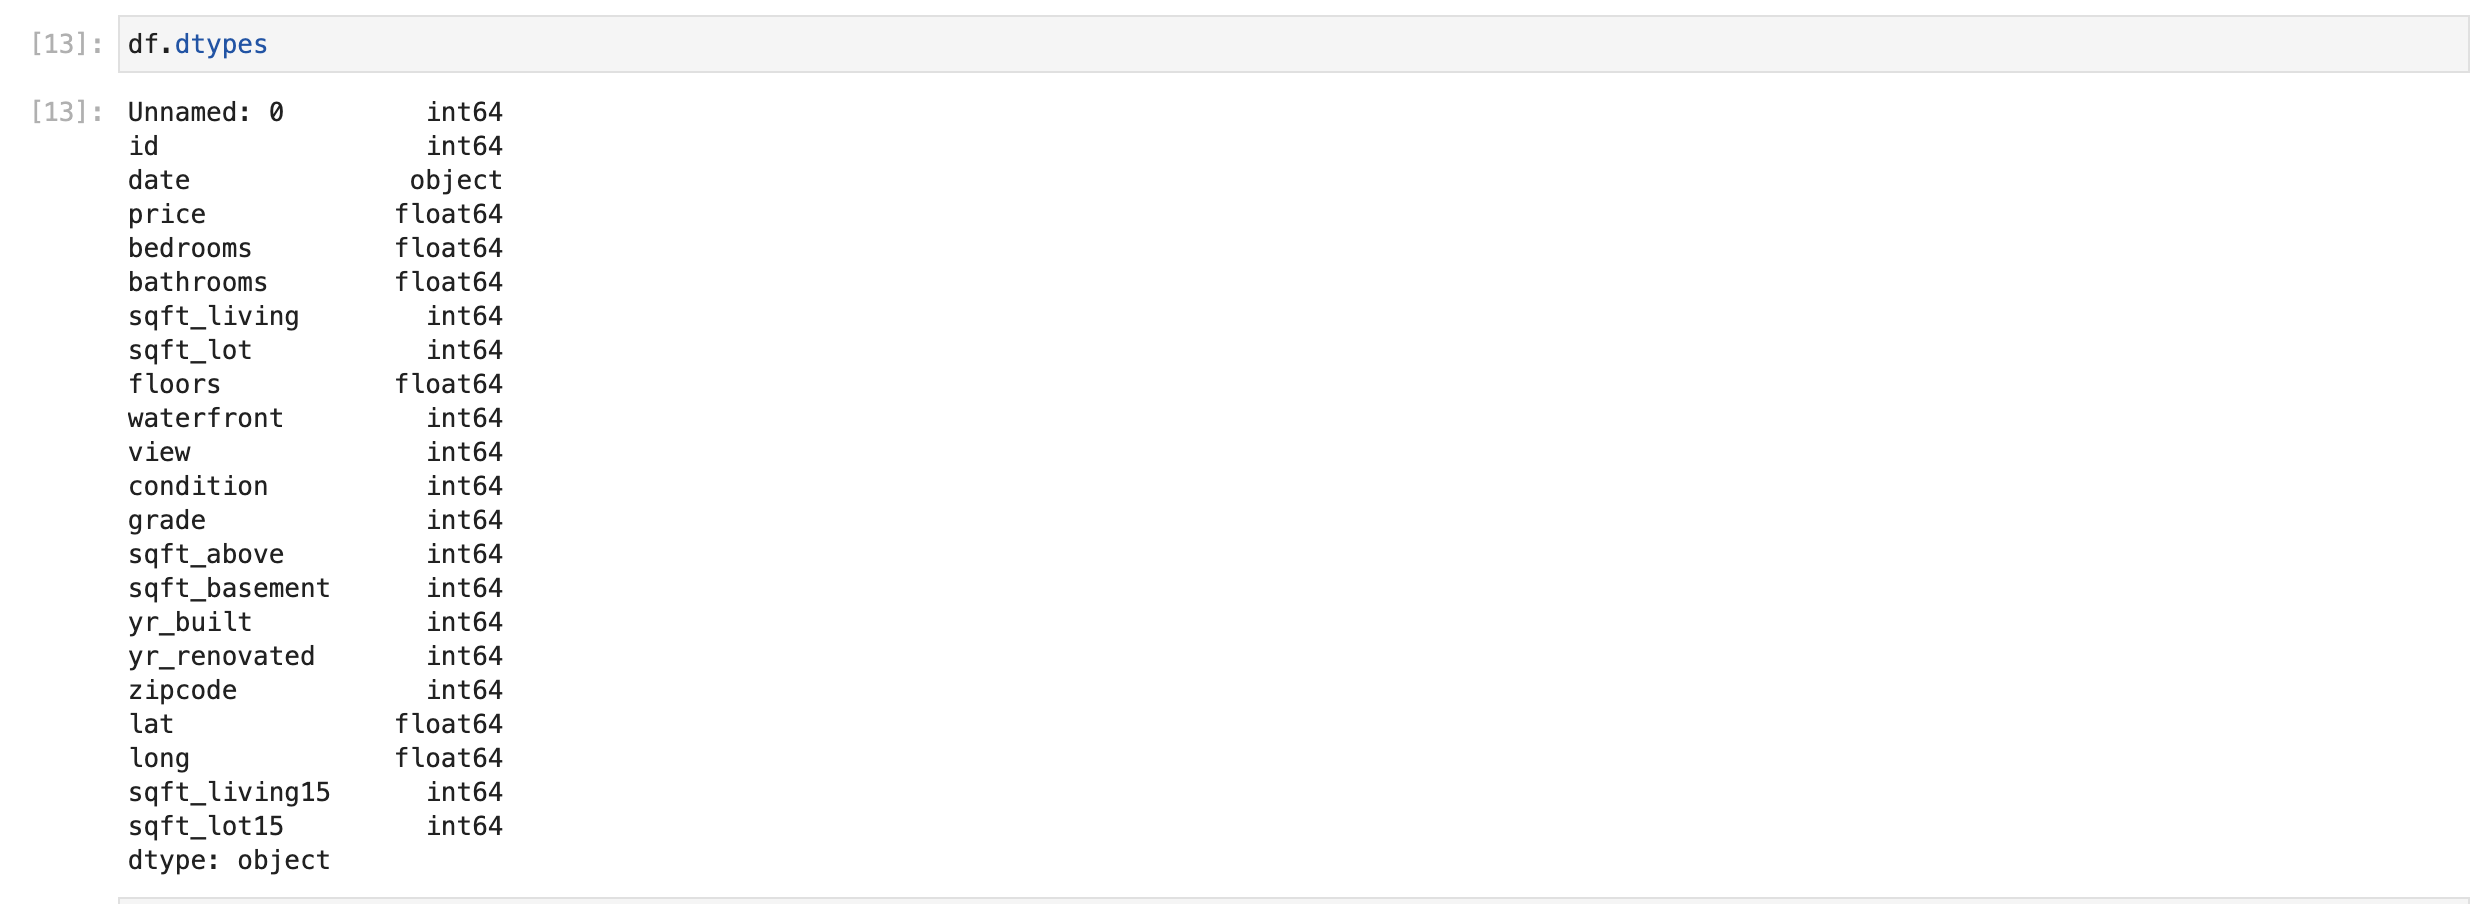 [13]: df.dtypes
[13]: Unnamed: 0 int64
id int64
date object
price float64
bedrooms float64
bathrooms float64
sqft_living int64
sqft_lot int64
floors float64
waterfront int64
view int64
condition int64
grade int64
sqft_above int64
sqft_basement int64
yr_built int64
yr_renovated int64
zipcode int64
lat float64
long float64
sqft_living15 int64
sqft_lot15 int64
dtype: object